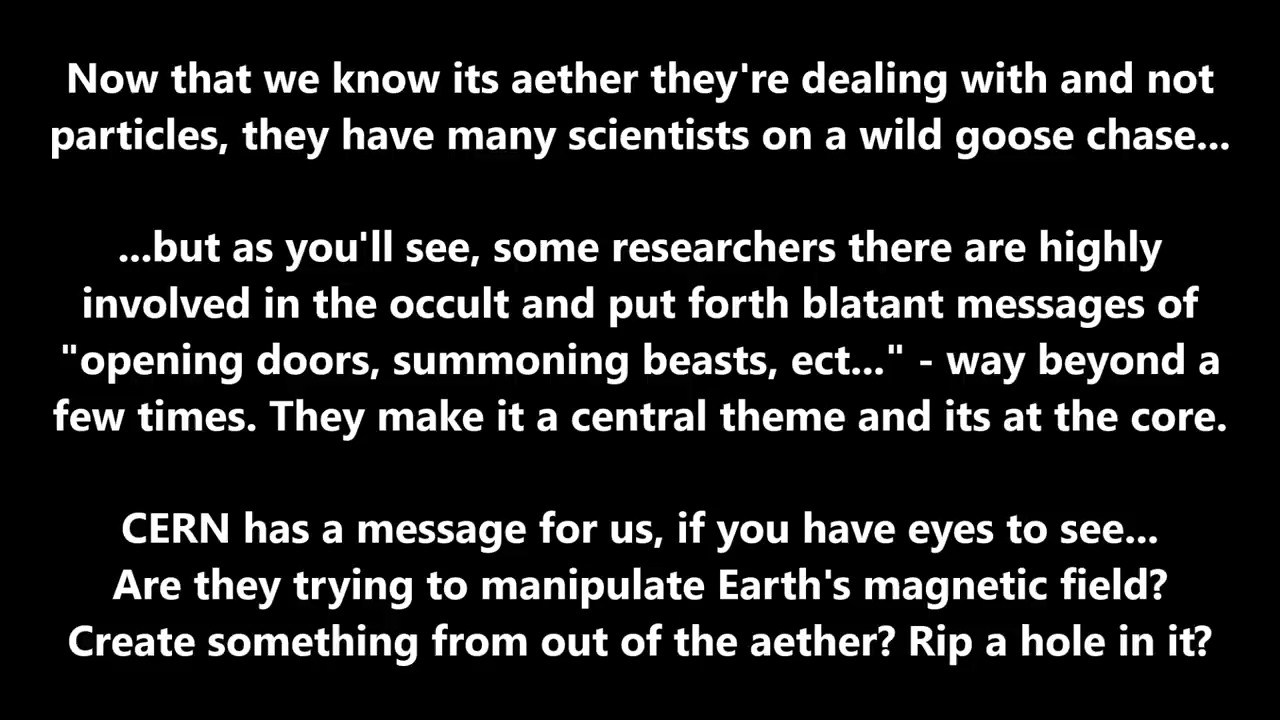 Now that we know its aether they're dealing with and not
particles, they have many scientists on a wild goose chase...
...but as you'll see, some researchers there are highly
involved in the occult and put forth blatant messages of
"opening doors, summoning beasts, ect..." - way beyond a
few times. They make it a central theme and its at the core.
CERN has a message for us, if you have eyes to see...
Are they trying to manipulate Earth's magnetic field?
Create something from out of the aether? Rip a hole in it?